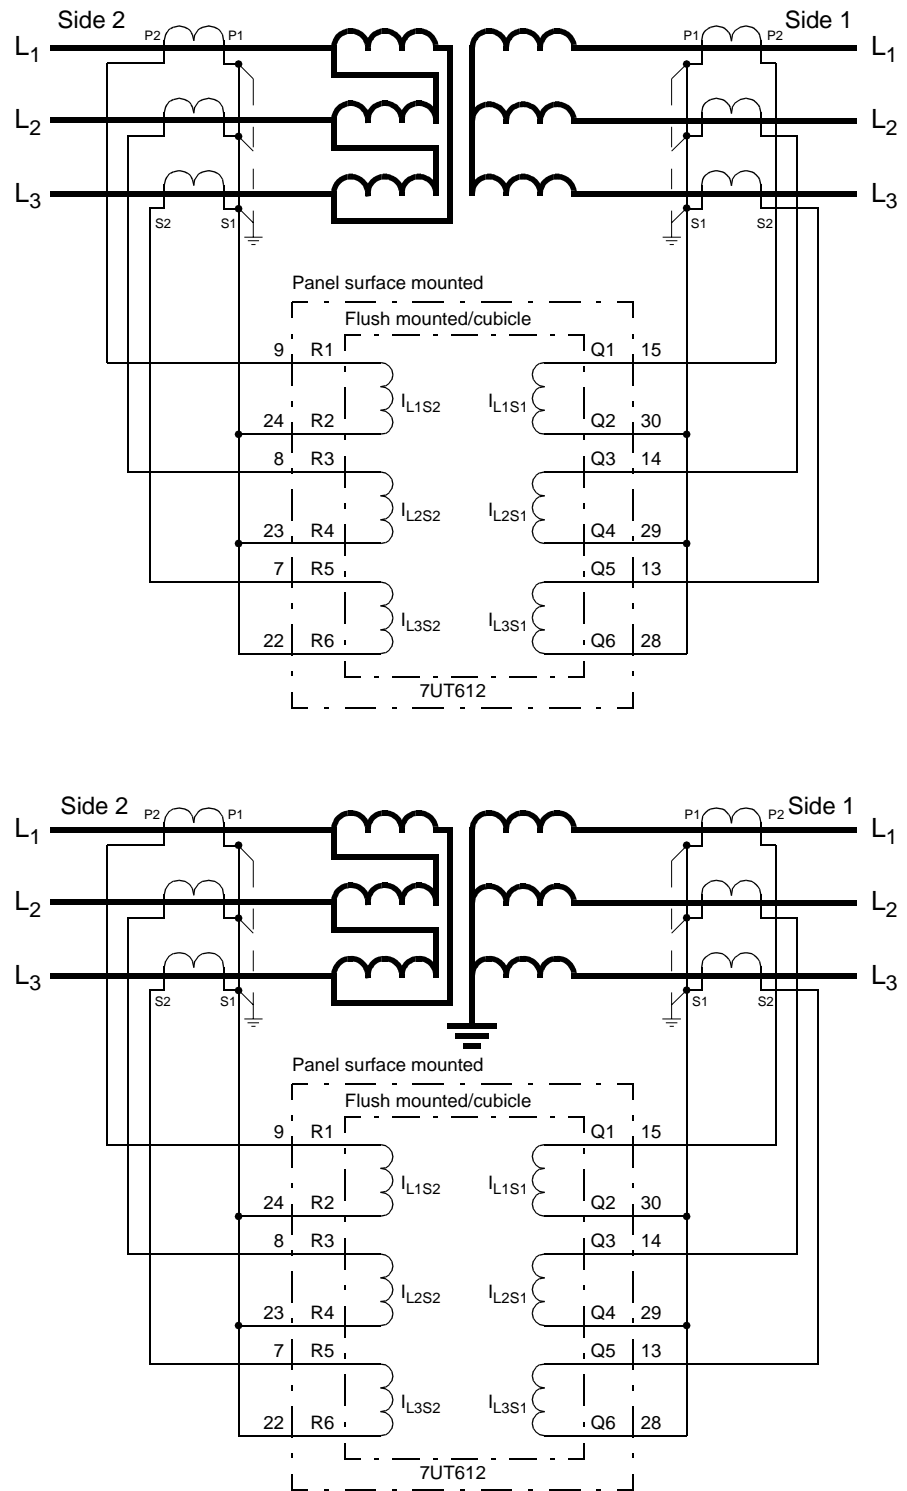 Side 2 Side 1
P2 P1 P1 P2
L1 L1
L2 L2
L3 L3
S2 S1 S1 S2
Panel surface mounted
Flush mounted/cubicle
9 R1 Q1 15
IL1S2 IL1S1
24 R2 Q2 30
8 R3 Q3 14
IL2S2 IL2S1
23 R4 Q4 29
7 R5 Q5 13
IL3S2 IL3S1
22 R6 Q6 28
7UT612
Side 2 Side 1
P2 P1 P1 P2
L1 L1
L2 L2
L3 L3
S2 S1 S1 S2
Panel surface mounted
Flush mounted/cubicle
9 R1 Q1 15
IL1S2 IL1S1
24 R2 Q2 30
8 R3 Q3 14
IL2S2 IL2S1
23 R4 Q4 29
7 R5 Q5 13
IL3S2 IL3S1
22 R6 Q6 28
7UT612